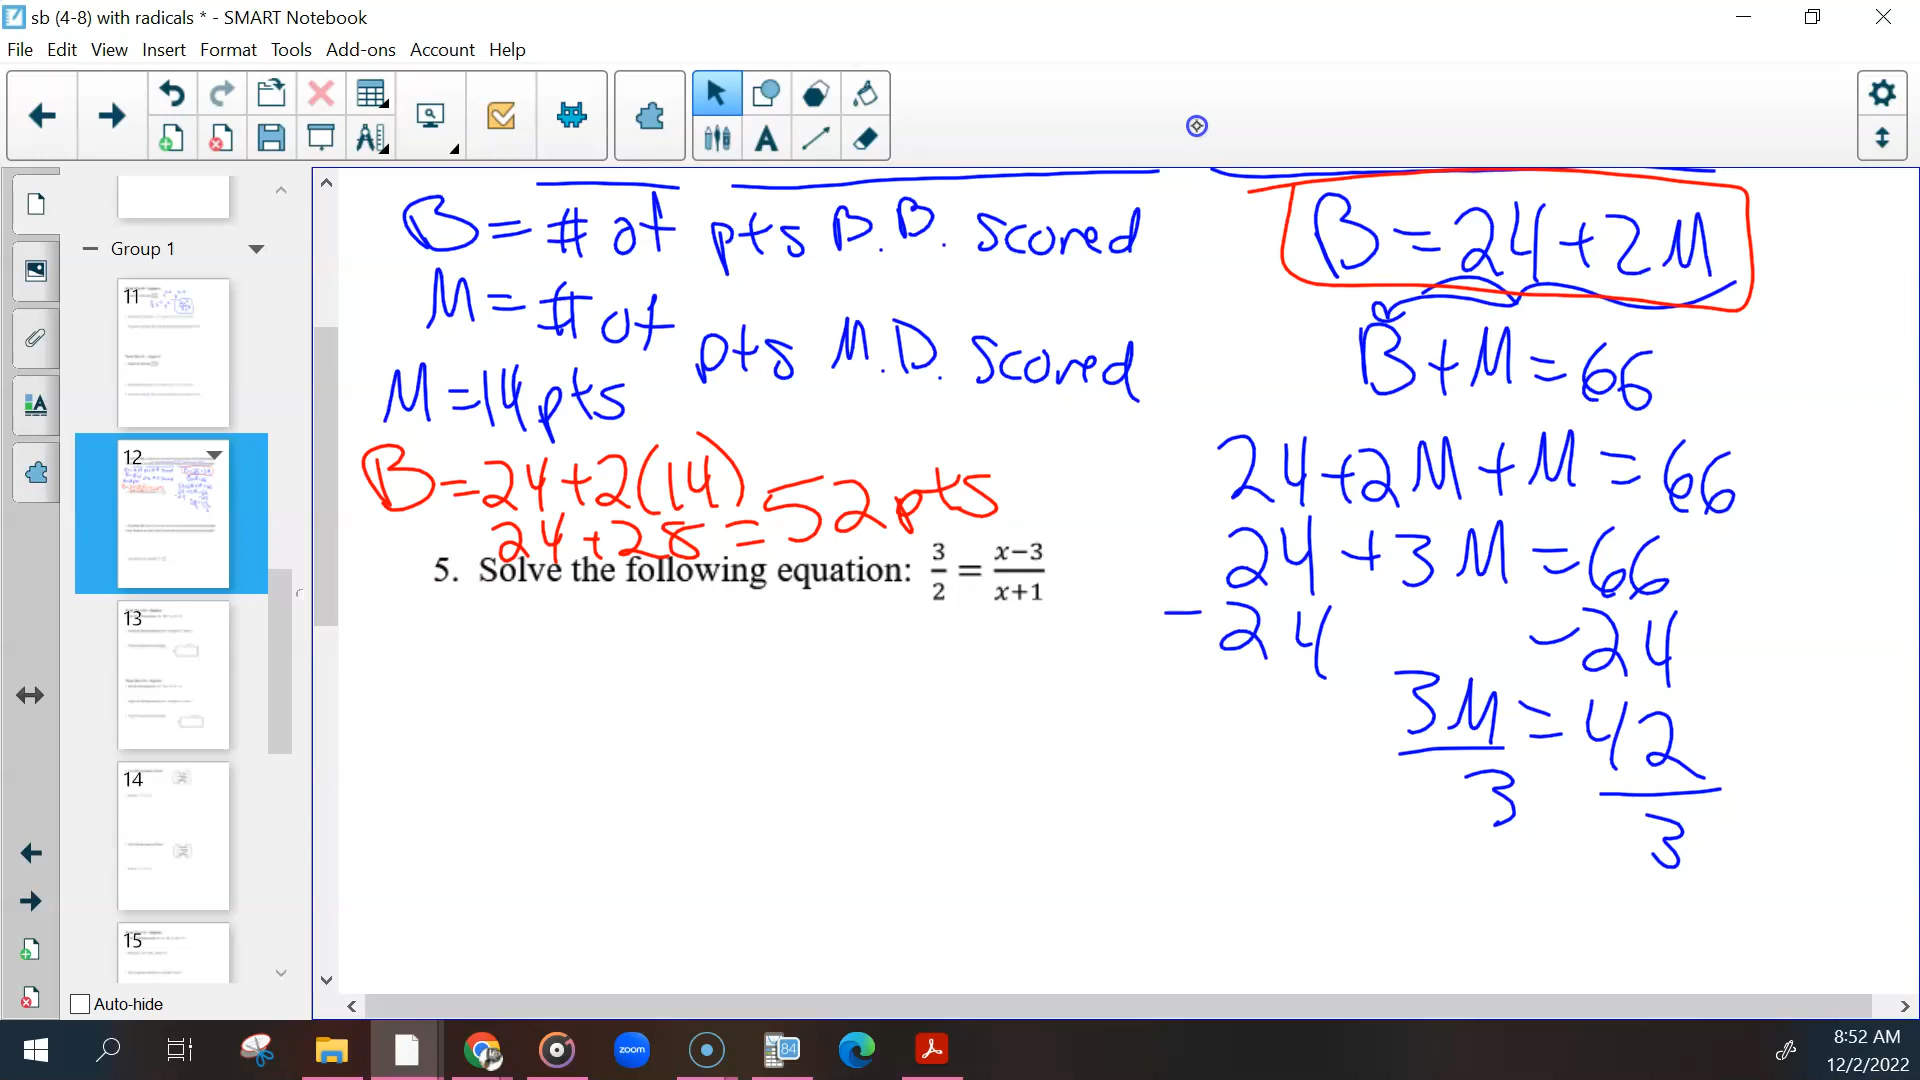 sb (4-8) with radicals * - SMART Notebook
File Edit View Insert Format Tools Add-ons Account Help
Group 1
11
12
13
14
15
Auto-hide
B = # of pts B.B. scored
M = # of pts M.D. scored
M = 14 pts
B = 24 + 2(14)
24 + 28 = 52 pts
5. Solve the following equation: 3/2 = x−3/x+1
B = 24 + 2M
B + M = 66
24 + 2M + M = 66
24 + 3M = 66
- 24 - 24
3M = 42
3 3
zoom
84
8:52 AM
12/2/2022